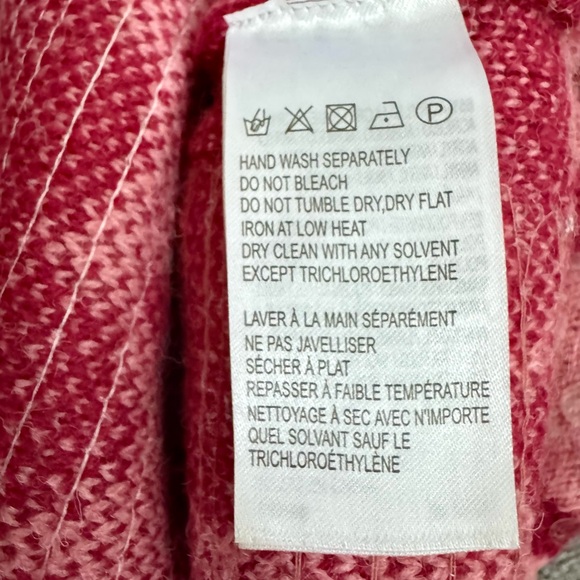 P
HAND WASH SEPARATELY
DO NOT BLEACH
DO NOT TUMBLE DRY,DRY FLAT
IRON AT LOW HEAT
DRY CLEAN WITH ANY SOLVENT
EXCEPT TRICHLOROETHYLENE
LAVER À LA MAIN SÉPARÉMENT
NE PAS JAVELLISER
SÉCHER À PLAT
REPASSER À FAIBLE TEMPÉRATURE
NETTOYAGE À SEC AVEC N'IMPORTE
QUEL SOLVANT SAUF LE
TRICHLOROÉTHYLÈNE